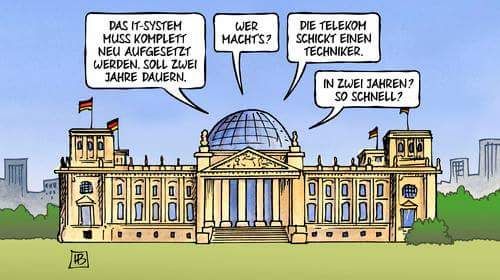 DAS IT-SYSTEM
MUSS KOMPLETT
NEU AUFGESETZT
WERDEN. SOLL ZWEI
JAHRE DAUERN.
WER
MACHT'S?
DIE TELEKOM
SCHICKT EINEN
TECHNIKER.
IN ZWEI JAHREN?
SO SCHNELL?
HB